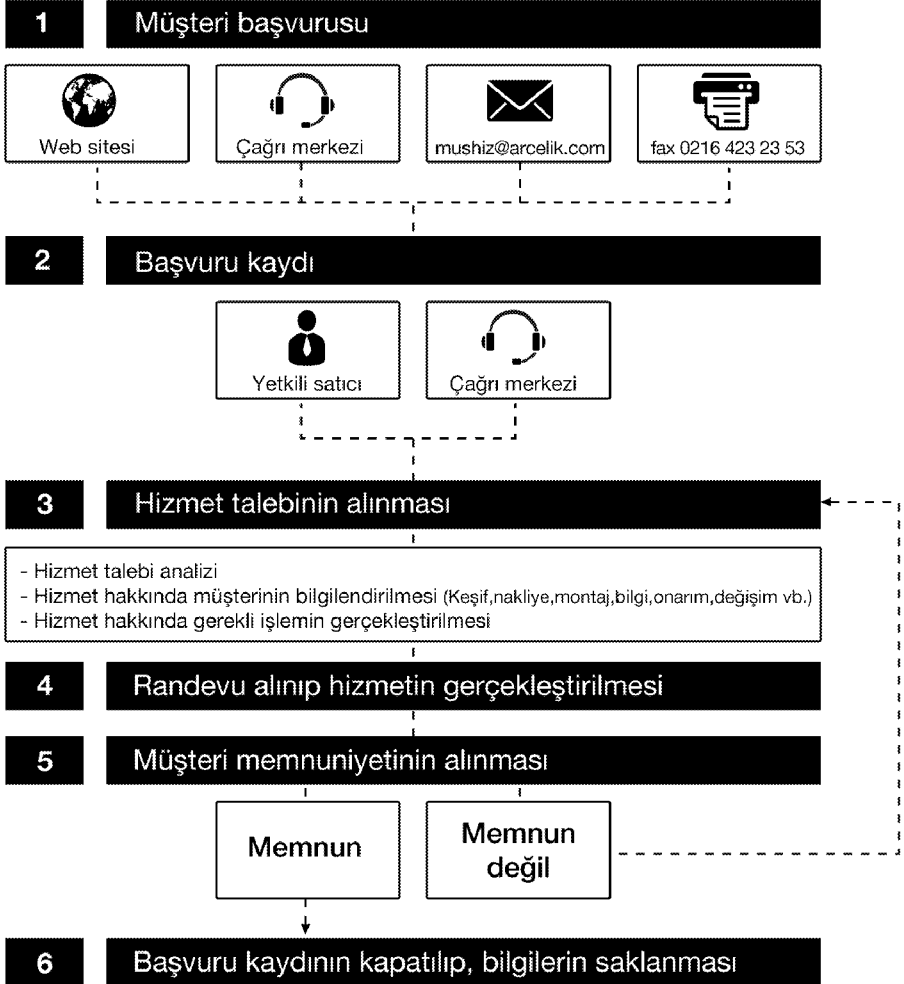 1 Müşteri başvurusu
Web sitesi
Çağrı merkezi
mushiz@arcelik.com
fax 0216 423 23 53
2 Başvuru kaydı
Yetkili satıcı
Çağrı merkezi
3 Hizmet talebinin alınması
- Hizmet talebi analizi
- Hizmet hakkında müşterinin bilgilendirilmesi (Keşif,nakliye,montaj,bilgi,onarım,değişim vb.)
- Hizmet hakkında gerekli işlemin gerçekleştirilmesi
4 Randevu alınıp hizmetin gerçekleştirilmesi
5 Müşteri memnuniyetinin alınması
Memnun
Memnun
değil
6 Başvuru kaydının kapatılıp, bilgilerin saklanması